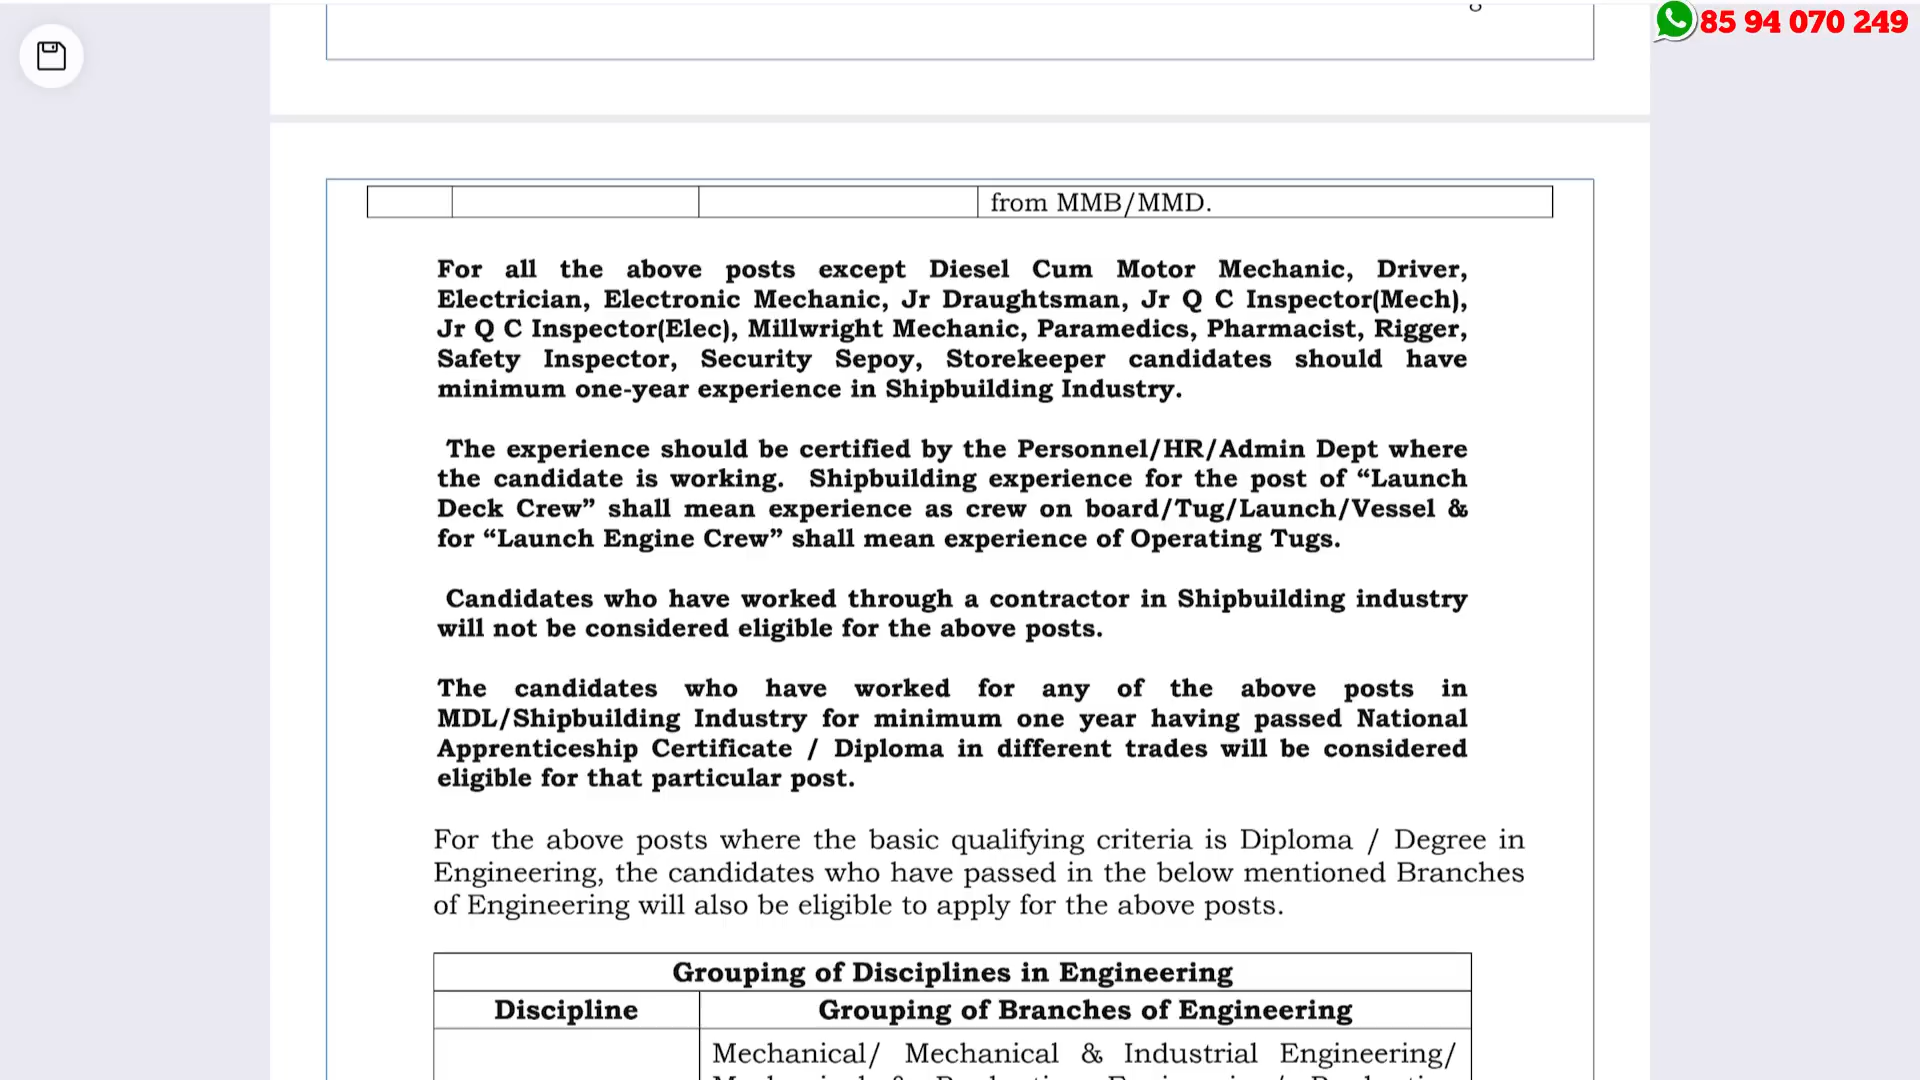 85 94 070 249
from MMB/MMD.
For all the above posts except Diesel Cum Motor Mechanic, Driver,
Electrician, Electronic Mechanic, Jr Draughtsman, Jr Q C Inspector(Mech),
Jr Q C Inspector(Elec), Millwright Mechanic, Paramedics, Pharmacist, Rigger,
Safety Inspector, Security Sepoy, Storekeeper candidates should have
minimum one-year experience in Shipbuilding Industry.
The experience should be certified by the Personnel/HR/Admin Dept where
the candidate is working. Shipbuilding experience for the post of “Launch
Deck Crew” shall mean experience as crew on board/Tug/Launch/Vessel &
for “Launch Engine Crew” shall mean experience of Operating Tugs.
Candidates who have worked through a contractor in Shipbuilding industry
will not be considered eligible for the above posts.
The candidates who have worked for any of the above posts in
MDL/Shipbuilding Industry for minimum one year having passed National
Apprenticeship Certificate / Diploma in different trades will be considered
eligible for that particular post.
For the above posts where the basic qualifying criteria is Diploma / Degree in
Engineering, the candidates who have passed in the below mentioned Branches
of Engineering will also be eligible to apply for the above posts.
Grouping of Disciplines in Engineering
Discipline Grouping of Branches of Engineering
Mechanical/ Mechanical & Industrial Engineering/